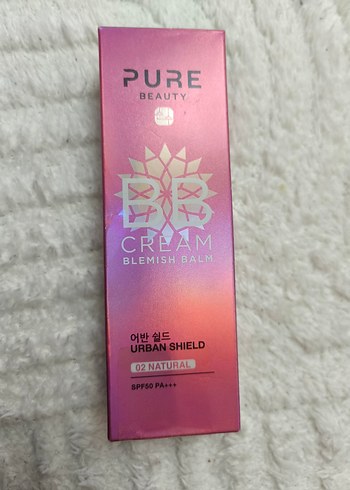 PURE
BEAUTY
BB
CREAM
BLEMISH BALM
어반 쉴드
URBAN SHIELD
02 NATURAL
SPF50 PA+++